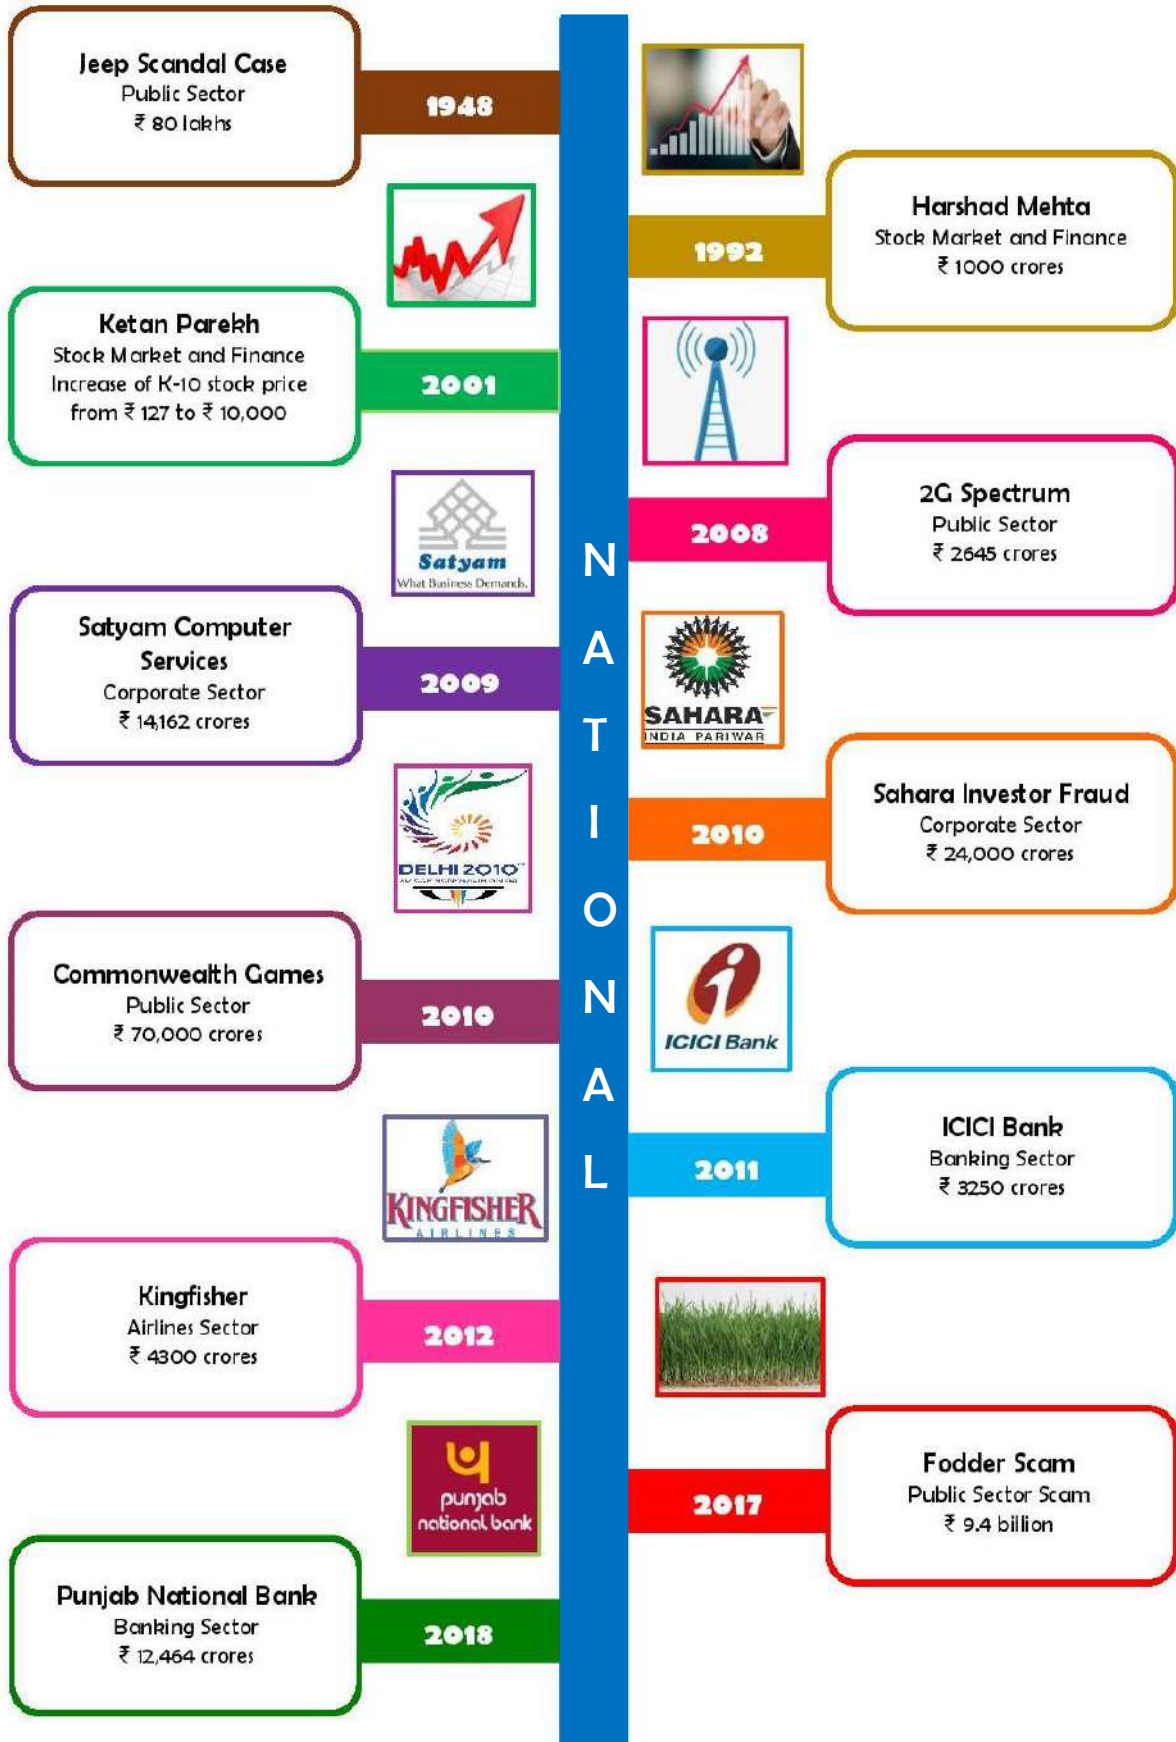 Jeep Scandal Case
Public Sector
₹ 80 lakhs
1948
1992
Harshad Mehta
Stock Market and Finance
₹ 1000 crores
Ketan Parekh
Stock Market and Finance
Increase of K-10 stock price
from ₹ 127 to ₹ 10,000
2001
2008
2G Spectrum
Public Sector
₹ 2645 crores
Satyam
What Business Demands.
Satyam Computer
Services
Corporate Sector
₹ 14,162 crores
2009
SAHARA
INDIA PARIWAR
2010
Sahara Investor Fraud
Corporate Sector
₹ 24,000 crores
DELHI 2010
Commonwealth Games
Public Sector
₹ 70,000 crores
2010
ICICI Bank
2011
ICICI Bank
Banking Sector
₹ 3250 crores
KINGFISHER
AIRLINES
Kingfisher
Airlines Sector
₹ 4300 crores
2012
2017
Fodder Scam
Public Sector Scam
₹ 9.4 billion
punjab
national bank
Punjab National Bank
Banking Sector
₹ 12,464 crores
2018
N
A
T
I
O
N
A
L